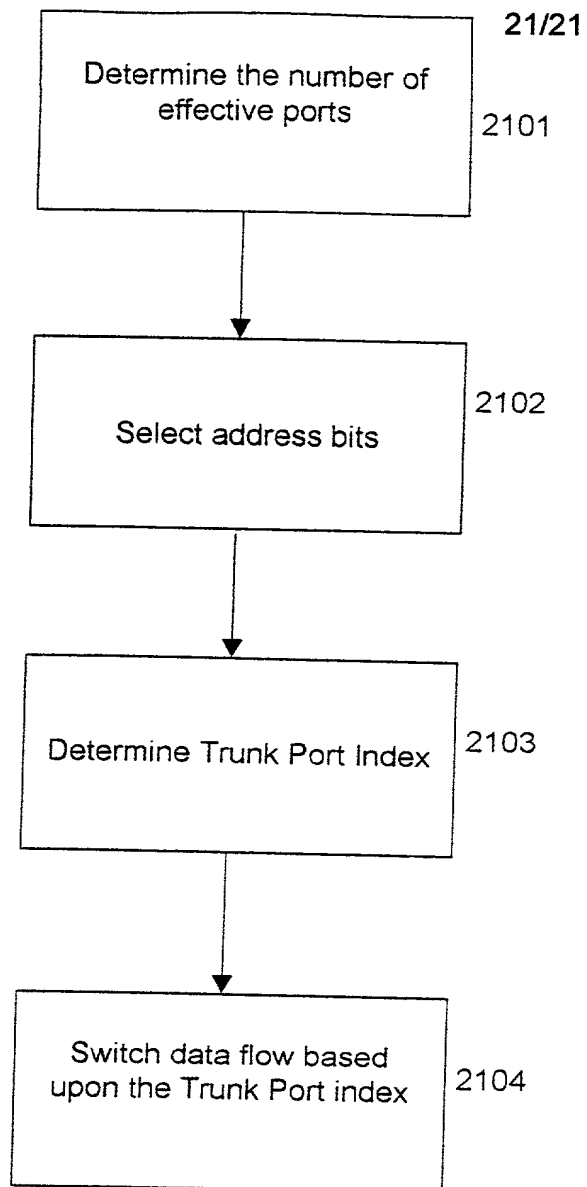 21/21
Determine the number of
effective ports
2101
Select address bits
2102
Determine Trunk Port Index
2103
Switch data flow based
upon the Trunk Port index
2104